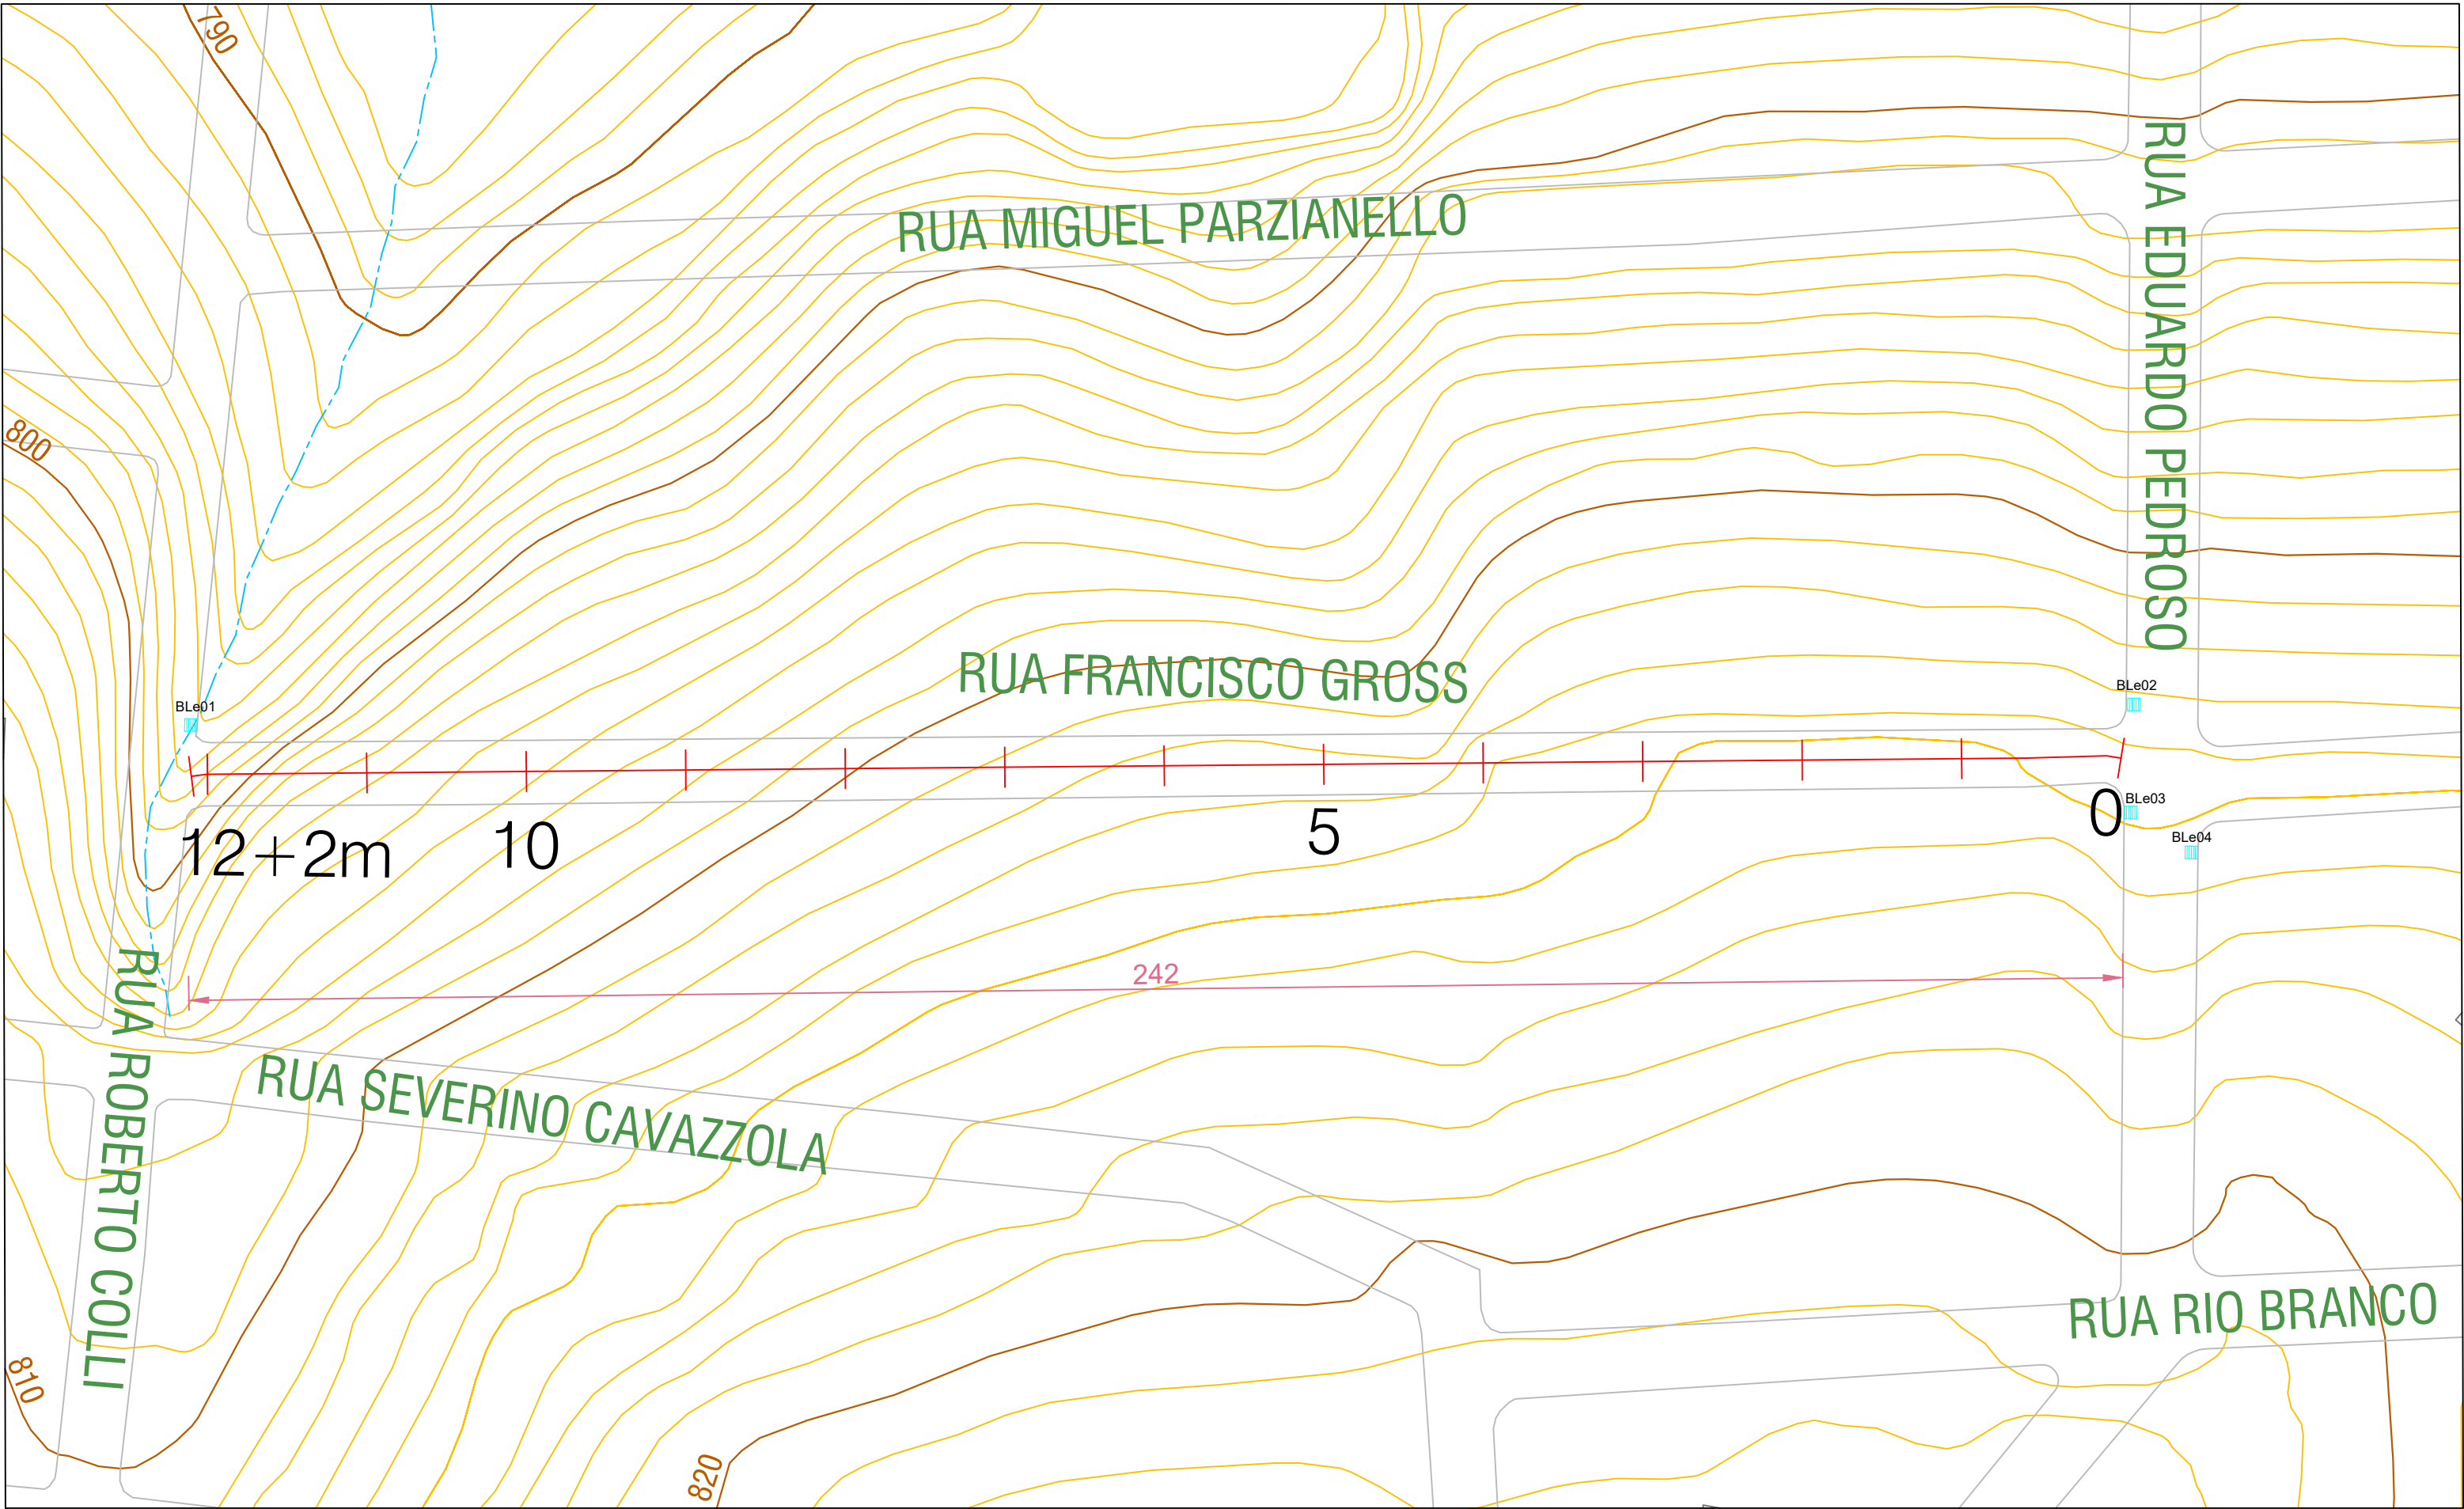 790
RUA MIGUEL PARZIANELLO
RUA EDUARDO PEDROSO
800
RUA FRANCISCO GROSS
BLe01
BLe02
BLe03
BLe04
12+2m
10
5
0
242
RUA ROBERTO COLLI
RUA SEVERINO CAVAZZOLA
RUA RIO BRANCO
810
820